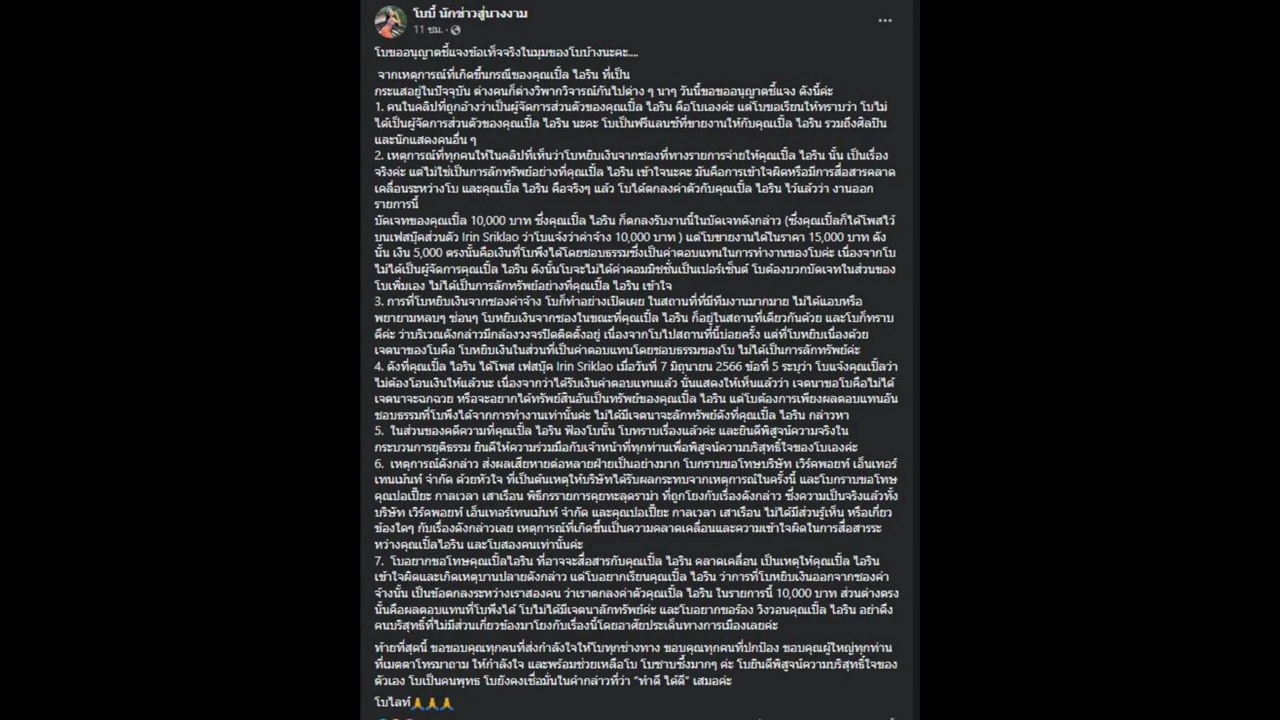 โบบี้ นักข่าวสู่นางงาม
11 ชม.
โบขออนุญาตชี้แจงข้อเท็จจริงในมุมของโบบ้างนะคะ....
จากเหตุการณ์ที่เกิดขึ้นกรณีของคุณเปิ้ล ไอริน ที่เป็น
กระแสอยู่ในปัจจุบัน ต่างคนก็ต่างวิพากวิจารณ์กันไปต่าง ๆ นาๆ วันนี้ขอขออนุญาตชี้แจง ดังนี้ค่ะ
1. คนในคลิปที่ถูกอ้างว่าเป็นผู้จัดการส่วนตัวของคุณเปิ้ล ไอริน คือโบเองค่ะ แต่โบขอเรียนให้ทราบว่า โบไม่
ได้เป็นผู้จัดการส่วนตัวของคุณเปิ้ล ไอริน นะคะ โบเป็นฟรีแลนซ์ที่ขายงานให้กับคุณเปิ้ล ไอริน รวมถึงศิลปิน
และนักแสดงคนอื่น ๆ
2. เหตุการณ์ที่ทุกคนให้ในคลิปที่เห็นว่าโบหยิบเงินจากซองที่ทางรายการจ่ายให้คุณเปิ้ล ไอริน นั้น เป็นเรื่อง
จริงค่ะ แต่ไม่ใช่เป็นการลักทรัพย์อย่างที่คุณเปิ้ล ไอริน เข้าใจนะคะ มันคือการเข้าใจผิดหรือมีการสื่อสารคลาด
เคลื่อนระหว่างโบ และคุณเปิ้ล ไอริน คือจริงๆ แล้ว โบได้ตกลงค่าตัวกับคุณเปิ้ล ไอริน ไว้แล้วว่า งานออก
รายการนี้
บัดเจทของคุณเปิ้ล 10,000 บาท ซึ่งคุณเปิ้ล ไอริน ก็ตกลงรับงานนี้ในบัดเจทดังกล่าว (ซึ่งคุณเปิ้ลก็ได้โพสไว้
บนเฟสบุ๊คส่วนตัว Irin Sriklao ว่าโบแจ้งว่าค่าจ้าง 10,000 บาท ) แต่โบขายงานได้ในราคา 15,000 บาท ดัง
นั้น เงิน 5,000 ตรงนั้นคือเงินที่โบพึงได้โดยชอบธรรมซึ่งเป็นค่าตอบแทนในการทำงานของโบค่ะ เนื่องจากโบ
ไม่ได้เป็นผู้จัดการคุณเปิ้ล ไอริน ดังนั้นโบจะไม่ได้ค่าคอมมิชชั่นเป็นเปอร์เซ็นต์ โบต้องบวกบัดเจทในส่วนของ
โบเพิ่มเอง ไม่ได้เป็นการลักทรัพย์อย่างที่คุณเปิ้ล ไอริน เข้าใจ
3. การที่โบหยิบเงินจากซองค่าจ้าง โบก็ทำอย่างเปิดเผย ในสถานที่ที่มีทีมงานมากมาย ไม่ได้แอบหรือ
พยายามหลบๆ ซ่อนๆ โบหยิบเงินจากซองในขณะที่คุณเปิ้ล ไอริน ก็อยู่ในสถานที่เดียวกันด้วย และโบก็ทราบ
ดีค่ะ ว่าบริเวณดังกล่าวมีกล้องวงจรปิดติดตั้งอยู่ เนื่องจากโบไปสถานที่นี้บ่อยครั้ง แต่ที่โบหยิบเนื่องด้วย
เจตนาของโบคือ โบหยิบเงินในส่วนที่เป็นค่าตอบแทนโดยชอบธรรมของโบ ไม่ได้เป็นการลักทรัพย์ค่ะ
4. ดังที่คุณเปิ้ล ไอริน ได้โพส เฟสบุ๊ค Irin Sriklao เมื่อวันที่ 7 มิถุนายน 2566 ข้อที่ 5 ระบุว่า โบแจ้งคุณเปิ้ลว่า
ไม่ต้องโอนเงินให้แล้วนะ เนื่องจากว่าได้รับเงินค่าตอบแทนแล้ว นั่นแสดงให้เห็นแล้วว่า เจตนาขอโบคือไม่ได้
เจตนาจะฉกฉวย หรือจะอยากได้ทรัพย์สินอันเป็นทรัพย์ของคุณเปิ้ล ไอริน แต่โบต้องการเพียงผลตอบแทนอัน
ชอบธรรมที่โบพึงได้จากการทำงานเท่านั้นค่ะ ไม่ได้มีเจตนาจะลักทรัพย์ดังที่คุณเปิ้ล ไอริน กล่าวหา
5. ในส่วนของคดีความที่คุณเปิ้ล ไอริน ฟ้องโบนั้น โบทราบเรื่องแล้วค่ะ และยินดีพิสูจน์ความจริงใน
กระบวนการยุติธรรม ยินดีให้ความร่วมมือกับเจ้าหน้าที่ทุกท่านเพื่อพิสูจน์ความบริสุทธิ์ใจของโบเองค่ะ
6. เหตุการณ์ดังกล่าว ส่งผลเสียหายต่อหลายฝ่ายเป็นอย่างมาก โบกราบขอโทษบริษัท เวิร์คพอยท์ เอ็นเทอร์
เทนเม้นท์ จำกัด ด้วยหัวใจ ที่เป็นต้นเหตุให้บริษัทได้รับผลกระทบจากเหตุการณ์ในครั้งนี้ และโบกราบขอโทษ
คุณปอเปี๊ยะ กาลเวลา เสาเรือน พิธีกรรายการคุยทะลุดราม่า ที่ถูกโยงกับเรื่องดังกล่าว ซึ่งความเป็นจริงแล้วทั้ง
บริษัท เวิร์คพอยท์ เอ็นเทอร์เทนเม้นท์ จำกัด และคุณปอเปี๊ยะ กาลเวลา เสาเรือน ไม่ได้มีส่วนรู้เห็น หรือเกี่ยว
ข้องใดๆ กับเรื่องดังกล่าวเลย เหตุการณ์ที่เกิดขึ้นเป็นความคลาดเคลื่อนและความเข้าใจผิดในการสื่อสารระ
หว่างคุณเปิ้ลไอริน และโบสองคนเท่านั้นค่ะ
7. โบอยากขอโทษคุณเปิ้ลไอริน ที่อาจจะสื่อสารกับคุณเปิ้ล ไอริน คลาดเคลื่อน เป็นเหตุให้คุณเปิ้ล ไอริน
เข้าใจผิดและเกิดเหตุบานปลายดังกล่าว แต่โบอยากเรียนคุณเปิ้ล ไอริน ว่าการที่โบหยิบเงินออกจากซองค่า
จ้างนั้น เป็นข้อตกลงระหว่างเราสองคน ว่าเราตกลงค่าตัวคุณเปิ้ล ไอริน ในรายการนี้ 10,000 บาท ส่วนต่างตรง
นั้นคือผลตอบแทนที่โบพึงได้ โบไม่ได้มีเจตนาลักทรัพย์ค่ะ และโบอยากขอร้อง วิงวอนคุณเปิ้ล ไอริน อย่าดึง
คนบริสุทธิ์ที่ไม่มีส่วนเกี่ยวข้องมาโยงกับเรื่องนี้โดยอาศัยประเด็นทางการเมืองเลยค่ะ
ท้ายที่สุดนี้ ขอขอบคุณทุกคนที่ส่งกำลังใจให้โบทุกช่างทาง ขอบคุณทุกคนที่ปกป้อง ขอบคุณผู้ใหญ่ทุกท่าน
ที่เมตตาโทรมาถาม ให้กำลังใจ และพร้อมช่วยเหลือโบ โบซาบซึ้งมากๆ ค่ะ โบยินดีพิสูจน์ความบริสุทธิ์ใจของ
ตัวเอง โบเป็นคนพุทธ โบยังคงเชื่อมั่นในคำกล่าวที่ว่า "ทำดี ได้ดี" เสมอค่ะ
โบไลท์🙏🙏🙏